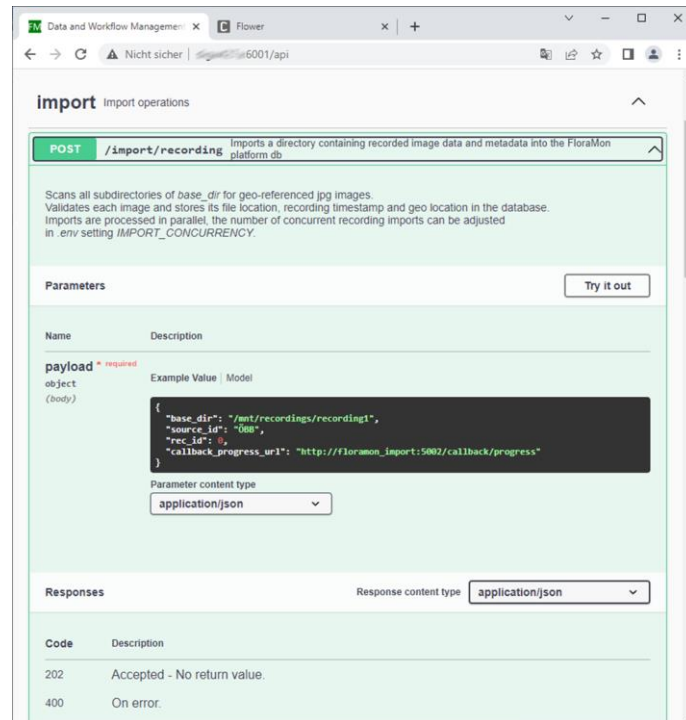 FM Data and Workflow Managemen
Flower
Nicht sicher
6001/api
import Import operations
POST /import/recording Imports a directory containing recorded image data and metadata into the FloraMon
platform db
Scans all subdirectories of base_dir for geo-referenced jpg images.
Validates each image and stores its file location, recording timestamp and geo location in the database.
Imports are processed in parallel, the number of concurrent recording imports can be adjusted
in .env setting IMPORT_CONCURRENCY.
Parameters
Try it out
Name Description
payload * required
object
(body)
Example Value | Model
{
"base_dir": "/mnt/recordings/recording1",
"source_id": "ÖBB",
"rec_id": 0,
"callback_progress_url": "http://floramon_import:5002/callback/progress"
}
Parameter content type
application/json
Responses
Response content type application/json
Code Description
202 Accepted - No return value.
400 On error.